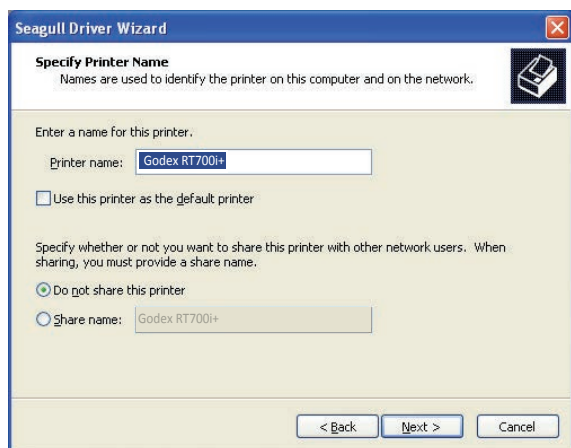 Seagull Driver Wizard
Specify Printer Name
Names are used to identify the printer on this computer and on the network.
Enter a name for this printer.
Printer name: Godex RT700i+
Use this printer as the default printer
Specify whether or not you want to share this printer with other network users. When
sharing, you must provide a share name.
Do not share this printer
Share name: Godex RT700i+
< Back Next > Cancel